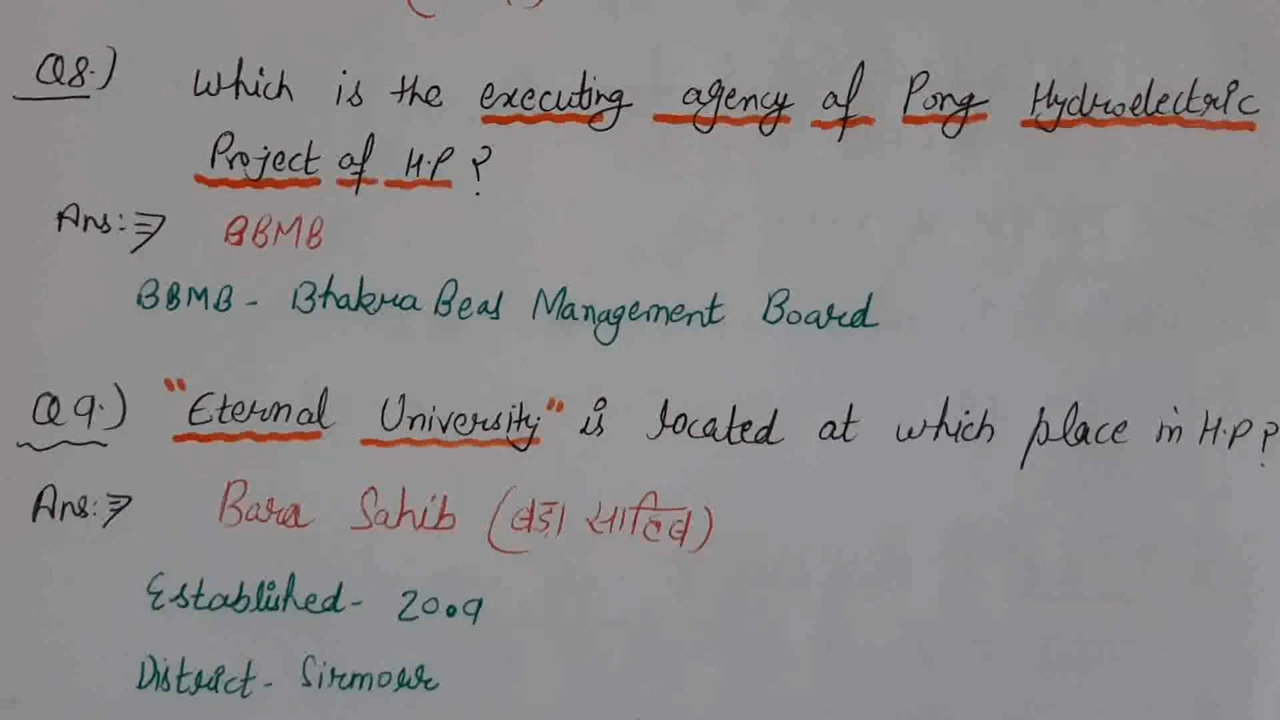 Q8.) Which is the executing agency of Pong Hydroelectric
Project of H.P?
Ans:⇒ BBMB
BBMB - Bhakra Beas Management Board
Q9.) "Eternal University" is located at which place in H.P?
Ans:⇒ Bara Sahib (बड़ा साहिब)
Established - 2009
District - Sirmour